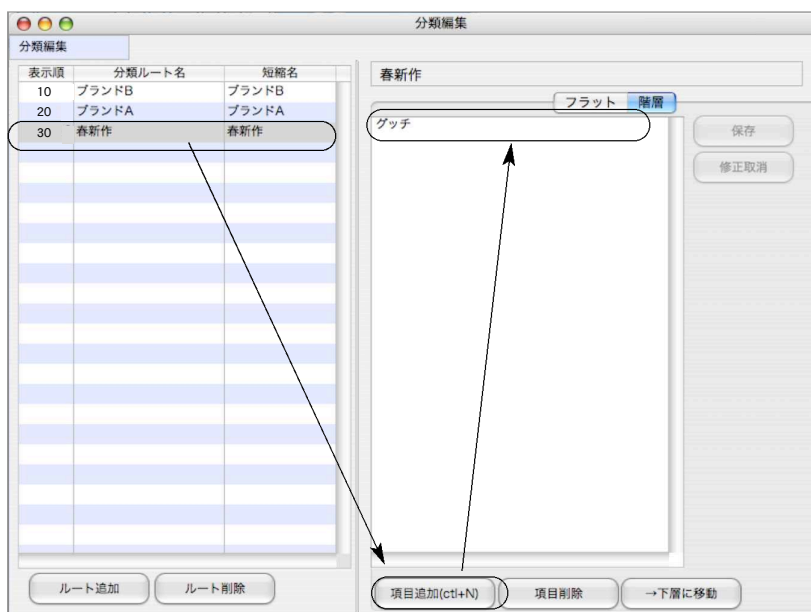 分類編集
分類編集
表示順 分類ルート名 短縮名
10 ブランドB ブランドB
20 ブランドA ブランドA
30 春新作 春新作
ルート追加 ルート削除
春新作
フラット 階層
グッチ
保存
修正取消
項目追加(ctl+N) 項目削除 →下層に移動